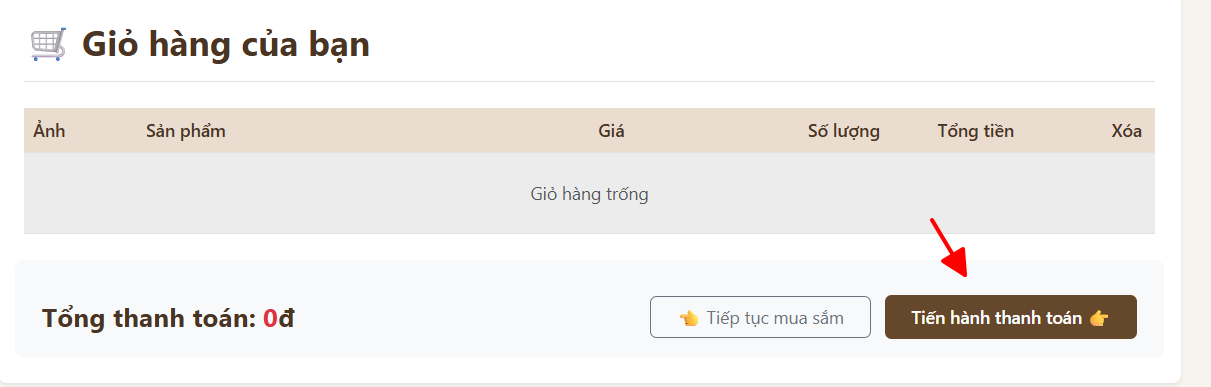 🛒 Giỏ hàng của bạn
Ảnh Sản phẩm Giá Số lượng Tổng tiền Xóa
Giỏ hàng trống
Tổng thanh toán: 0đ 👈 Tiếp tục mua sắm Tiến hành thanh toán 👉